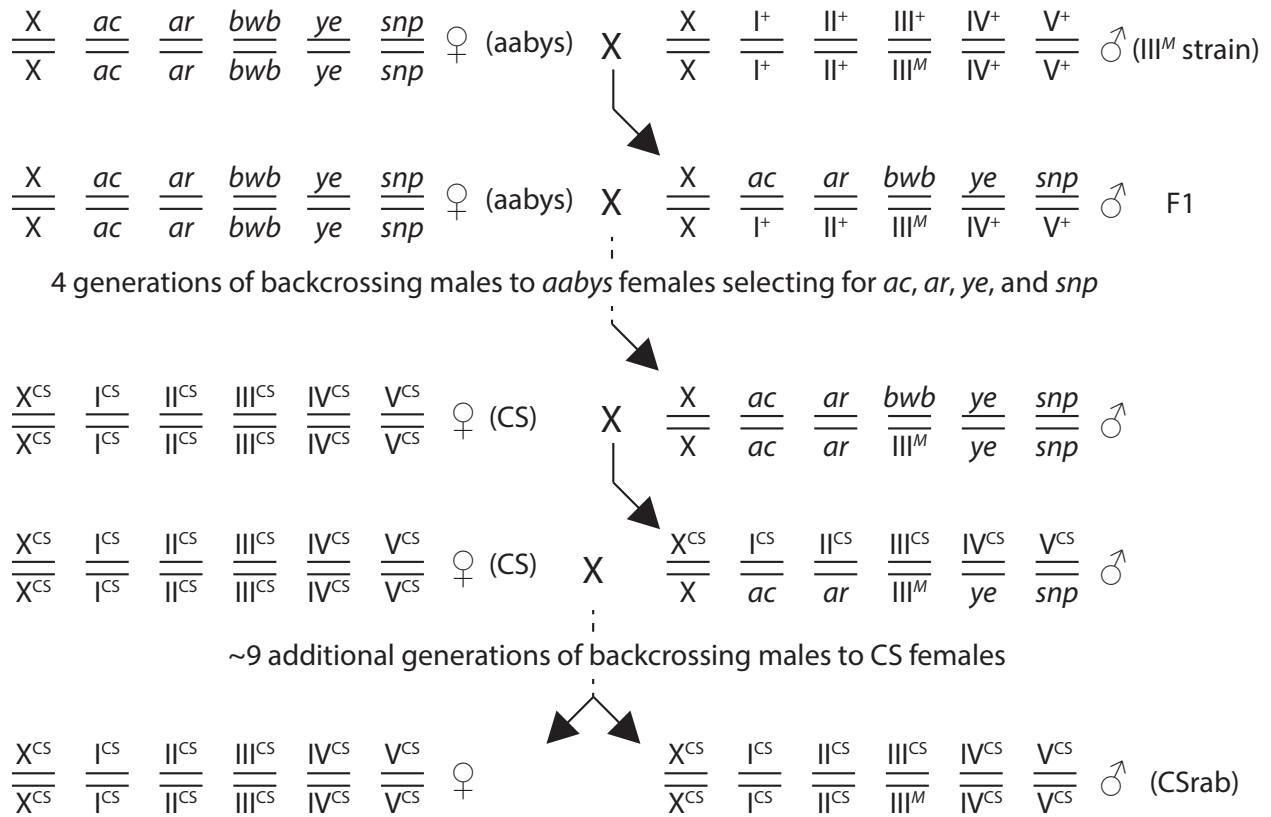 X ac ar bwb ye snp ♀ (aabys) X X I⁺ II⁺ III⁺ IV⁺ V⁺ ♂ (IIIᴹ strain)
X ac ar bwb ye snp X I⁺ II⁺ IIIᴹ IV⁺ V⁺
X ac ar bwb ye snp ♀ (aabys) X X ac ar bwb ye snp ♂ F1
X ac ar bwb ye snp X I⁺ II⁺ IIIᴹ IV⁺ V⁺
4 generations of backcrossing males to aabys females selecting for ac, ar, ye, and snp
Xᶜˢ Iᶜˢ IIᶜˢ IIIᶜˢ IVᶜˢ Vᶜˢ ♀ (CS) X X ac ar bwb ye snp ♂
Xᶜˢ Iᶜˢ IIᶜˢ IIIᶜˢ IVᶜˢ Vᶜˢ X ac ar IIIᴹ ye snp
Xᶜˢ Iᶜˢ IIᶜˢ IIIᶜˢ IVᶜˢ Vᶜˢ ♀ (CS) X Xᶜˢ Iᶜˢ IIᶜˢ IIIᶜˢ IVᶜˢ Vᶜˢ ♂
Xᶜˢ Iᶜˢ IIᶜˢ IIIᶜˢ IVᶜˢ Vᶜˢ X ac ar IIIᴹ ye snp
~9 additional generations of backcrossing males to CS females
Xᶜˢ Iᶜˢ IIᶜˢ IIIᶜˢ IVᶜˢ Vᶜˢ ♀ Xᶜˢ Iᶜˢ IIᶜˢ IIIᶜˢ IVᶜˢ Vᶜˢ ♂ (CSrab)
Xᶜˢ Iᶜˢ IIᶜˢ IIIᶜˢ IVᶜˢ Vᶜˢ Xᶜˢ Iᶜˢ IIᶜˢ IIIᴹ IVᶜˢ Vᶜˢ